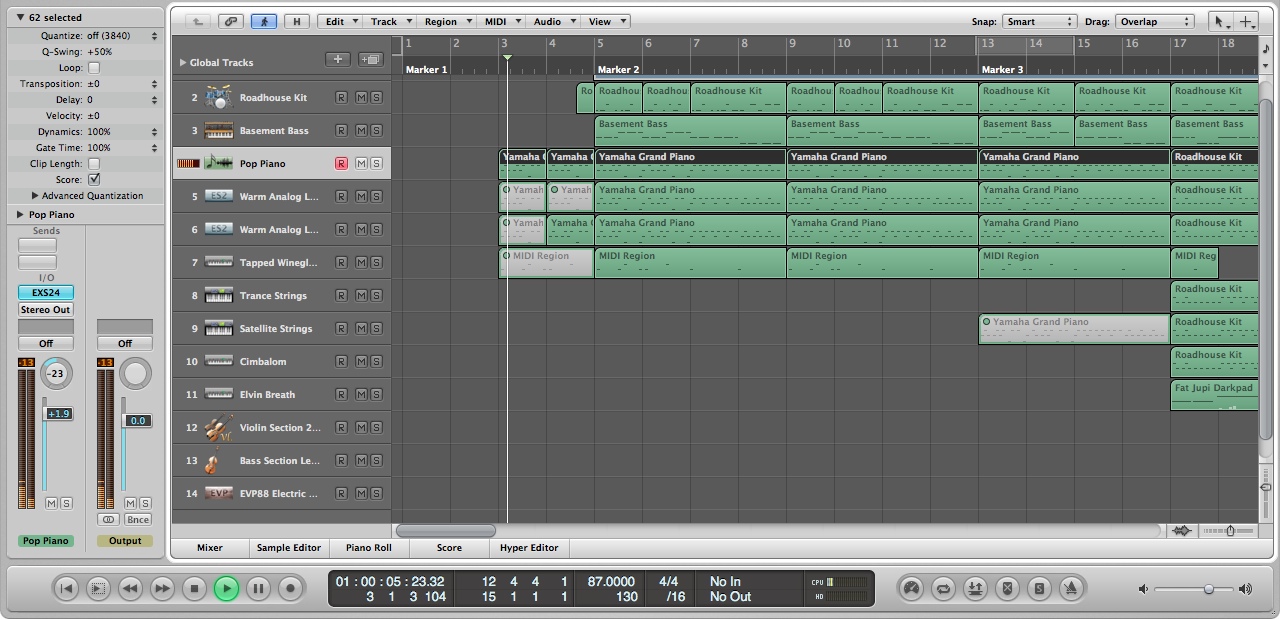 62 selected
Quantize: off (3840)
Q-Swing: +50%
Loop:
Transposition: ±0
Delay: 0
Velocity: ±0
Dynamics: 100%
Gate Time: 100%
Clip Length:
Score:
Advanced Quantization
Pop Piano
Sends
I/O
EXS24
Stereo Out
Off Off
-13 -13
-23
+1.9 0.0
M S M S
Bnce
Pop Piano Output
H Edit Track Region MIDI Audio View Snap: Smart Drag: Overlap
1 2 3 4 5 6 7 8 9 10 11 12 13 14 15 16 17 18
Global Tracks
Marker 1 Marker 2 Marker 3
2 Roadhouse Kit R M S Ro Roadhou Roadhou Roadhouse Kit Roadhou Roadhou Roadhouse Kit Roadhouse Kit Roadhouse Kit Roadhouse Kit
3 Basement Bass R M S Basement Bass Basement Bass Basement Bass Basement Bass Basement Bass
Pop Piano R M S Yamaha G Yamaha G Yamaha Grand Piano Yamaha Grand Piano Yamaha Grand Piano Roadhouse Kit
5 ES2 Warm Analog L... R M S Yamah Yamah Yamaha Grand Piano Yamaha Grand Piano Yamaha Grand Piano Roadhouse Kit
6 ES2 Warm Analog L... R M S Yamah Yamaha G Yamaha Grand Piano Yamaha Grand Piano Yamaha Grand Piano Roadhouse Kit
7 Tapped Winegl... R M S MIDI Region MIDI Region MIDI Region MIDI Region MIDI Reg
8 Trance Strings R M S Roadhouse Kit
9 Satellite Strings R M S Yamaha Grand Piano Roadhouse Kit
10 Cimbalom R M S Roadhouse Kit
11 Elvin Breath R M S Fat Jupi Darkpad
12 Violin Section 2... R M S
13 Bass Section Le... R M S
14 EVP EVP88 Electric ... R M S
Mixer Sample Editor Piano Roll Score Hyper Editor
01 : 00 : 05 : 23.32 12 4 4 1 87.0000 4/4 No In CPU
3 1 3 104 15 1 1 1 130 /16 No Out HD